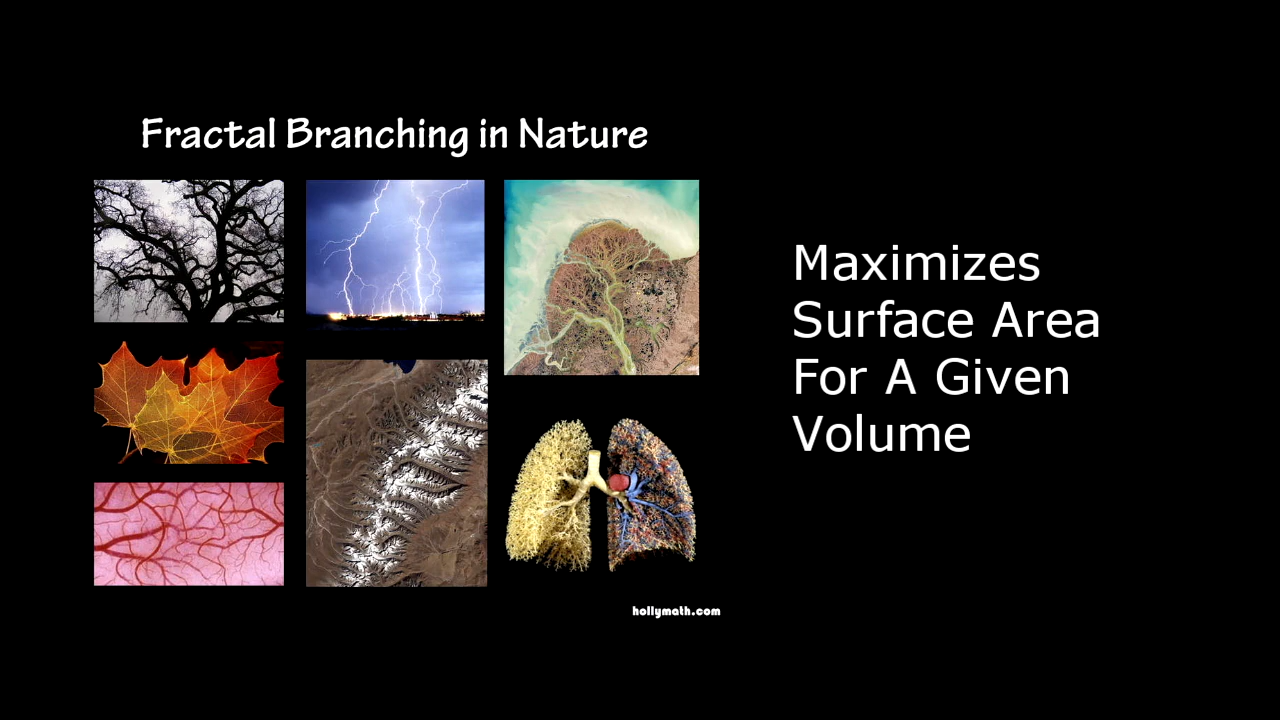 Fractal Branching in Nature
Maximizes
Surface Area
For A Given
Volume
hollymath.com